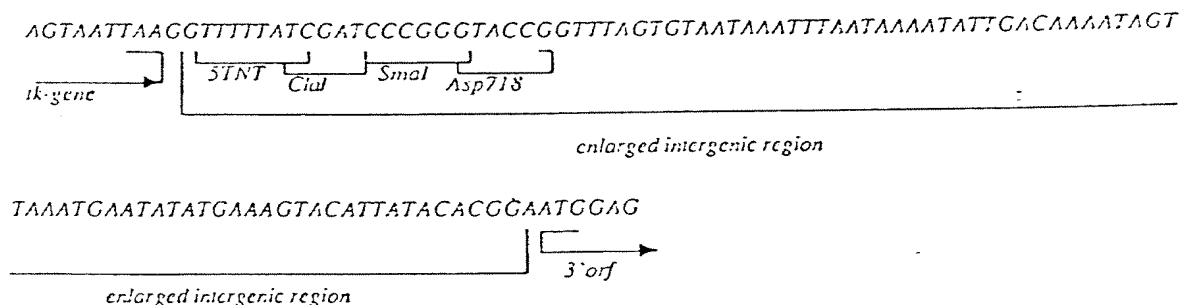 AGTAATTAAGGTTTTTATCGATCCCGGGTACCGGTTTAGTGTAATAAATTTAATAAAATATTGACAAAATAGT
5TNT
ClaI
SmaI
Asp718
tk-gene
enlarged intergenic region
TAAATGAATATATGAAAGTACATTATACACGGAATGGAG
3`orf
enlarged intergenic region